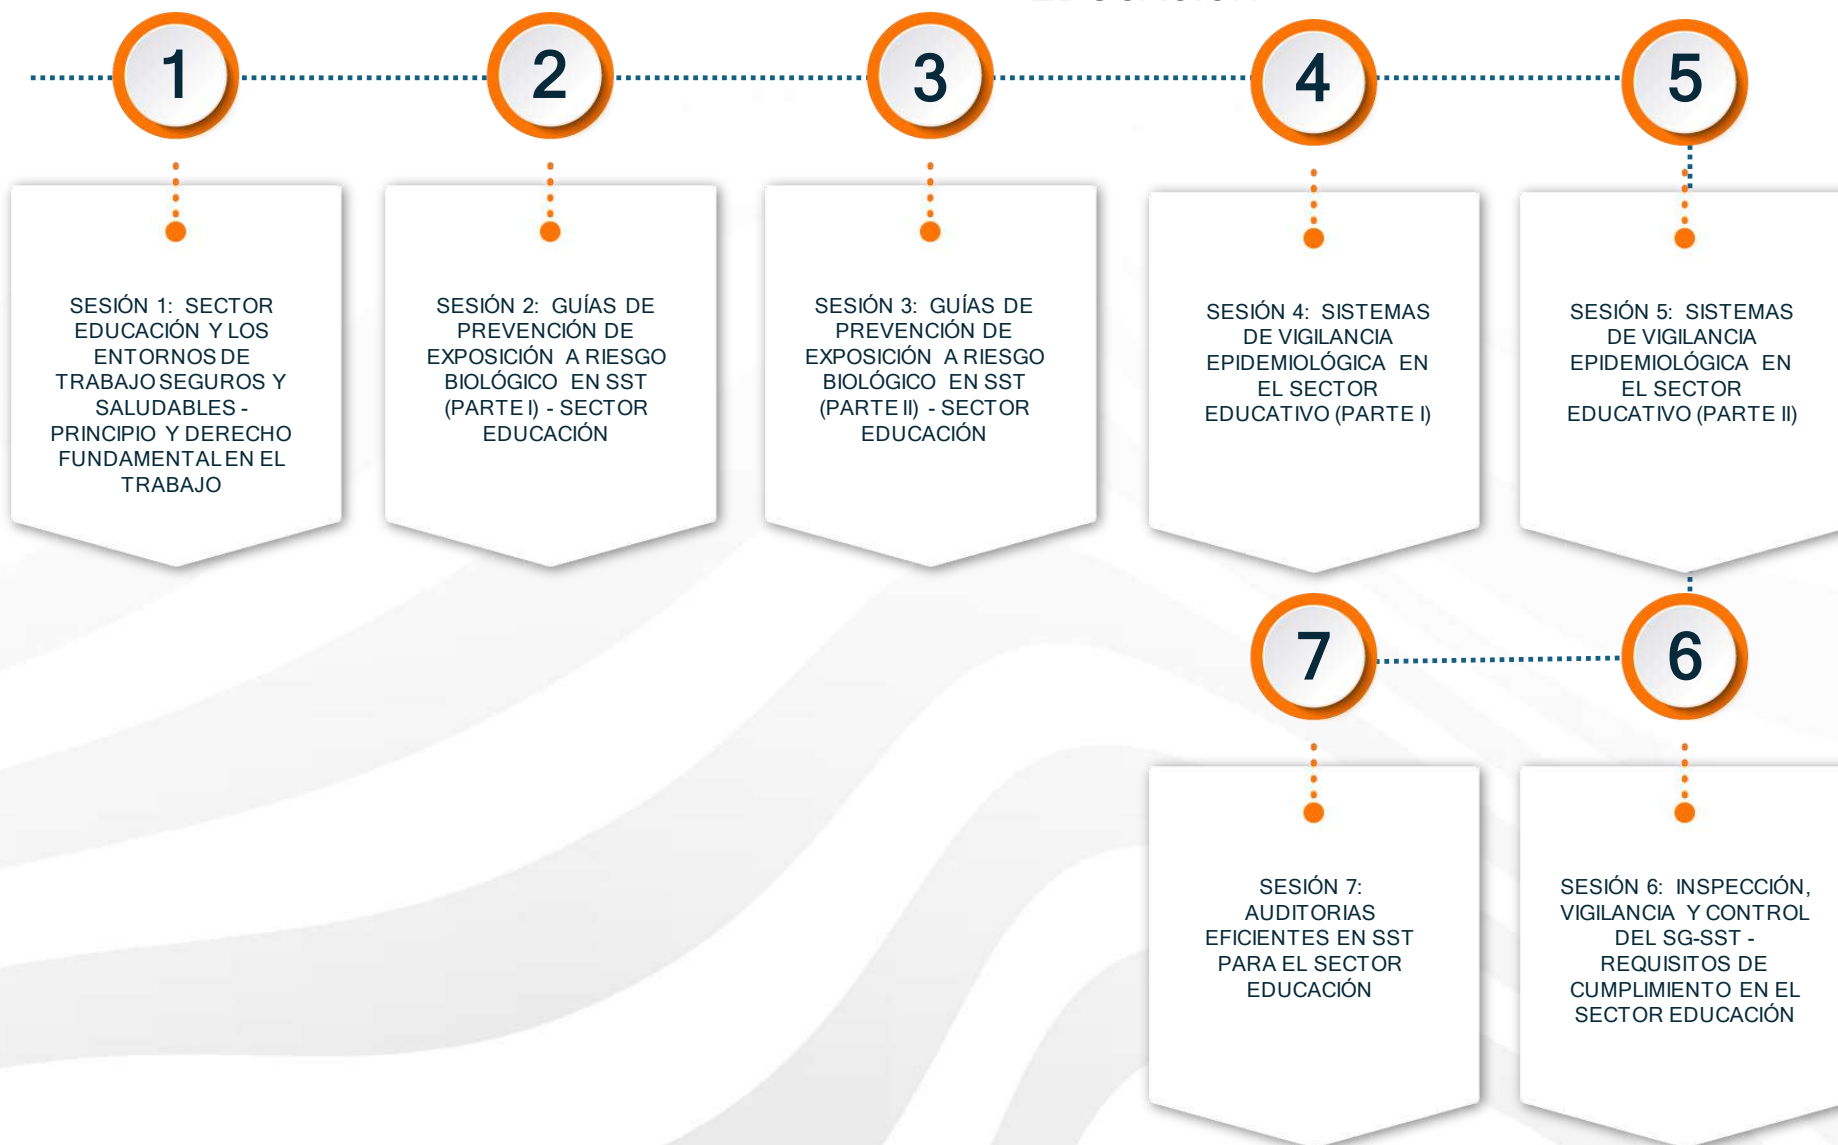 1
2
3
4
5
SESIÓN 1: SECTOR
EDUCACIÓN Y LOS
ENTORNOS DE
TRABAJO SEGUROS Y
SALUDABLES -
PRINCIPIO Y DERECHO
FUNDAMENTAL EN EL
TRABAJO
SESIÓN 2: GUÍAS DE
PREVENCIÓN DE
EXPOSICIÓN A RIESGO
BIOLÓGICO EN SST
(PARTE I) - SECTOR
EDUCACIÓN
SESIÓN 3: GUÍAS DE
PREVENCIÓN DE
EXPOSICIÓN A RIESGO
BIOLÓGICO EN SST
(PARTE II) - SECTOR
EDUCACIÓN
SESIÓN 4: SISTEMAS
DE VIGILANCIA
EPIDEMIOLÓGICA EN
EL SECTOR
EDUCATIVO (PARTE I)
SESIÓN 5: SISTEMAS
DE VIGILANCIA
EPIDEMIOLÓGICA EN
EL SECTOR
EDUCATIVO (PARTE II)
7
6
SESIÓN 7:
AUDITORIAS
EFICIENTES EN SST
PARA EL SECTOR
EDUCACIÓN
SESIÓN 6: INSPECCIÓN,
VIGILANCIA Y CONTROL
DEL SG-SST -
REQUISITOS DE
CUMPLIMIENTO EN EL
SECTOR EDUCACIÓN